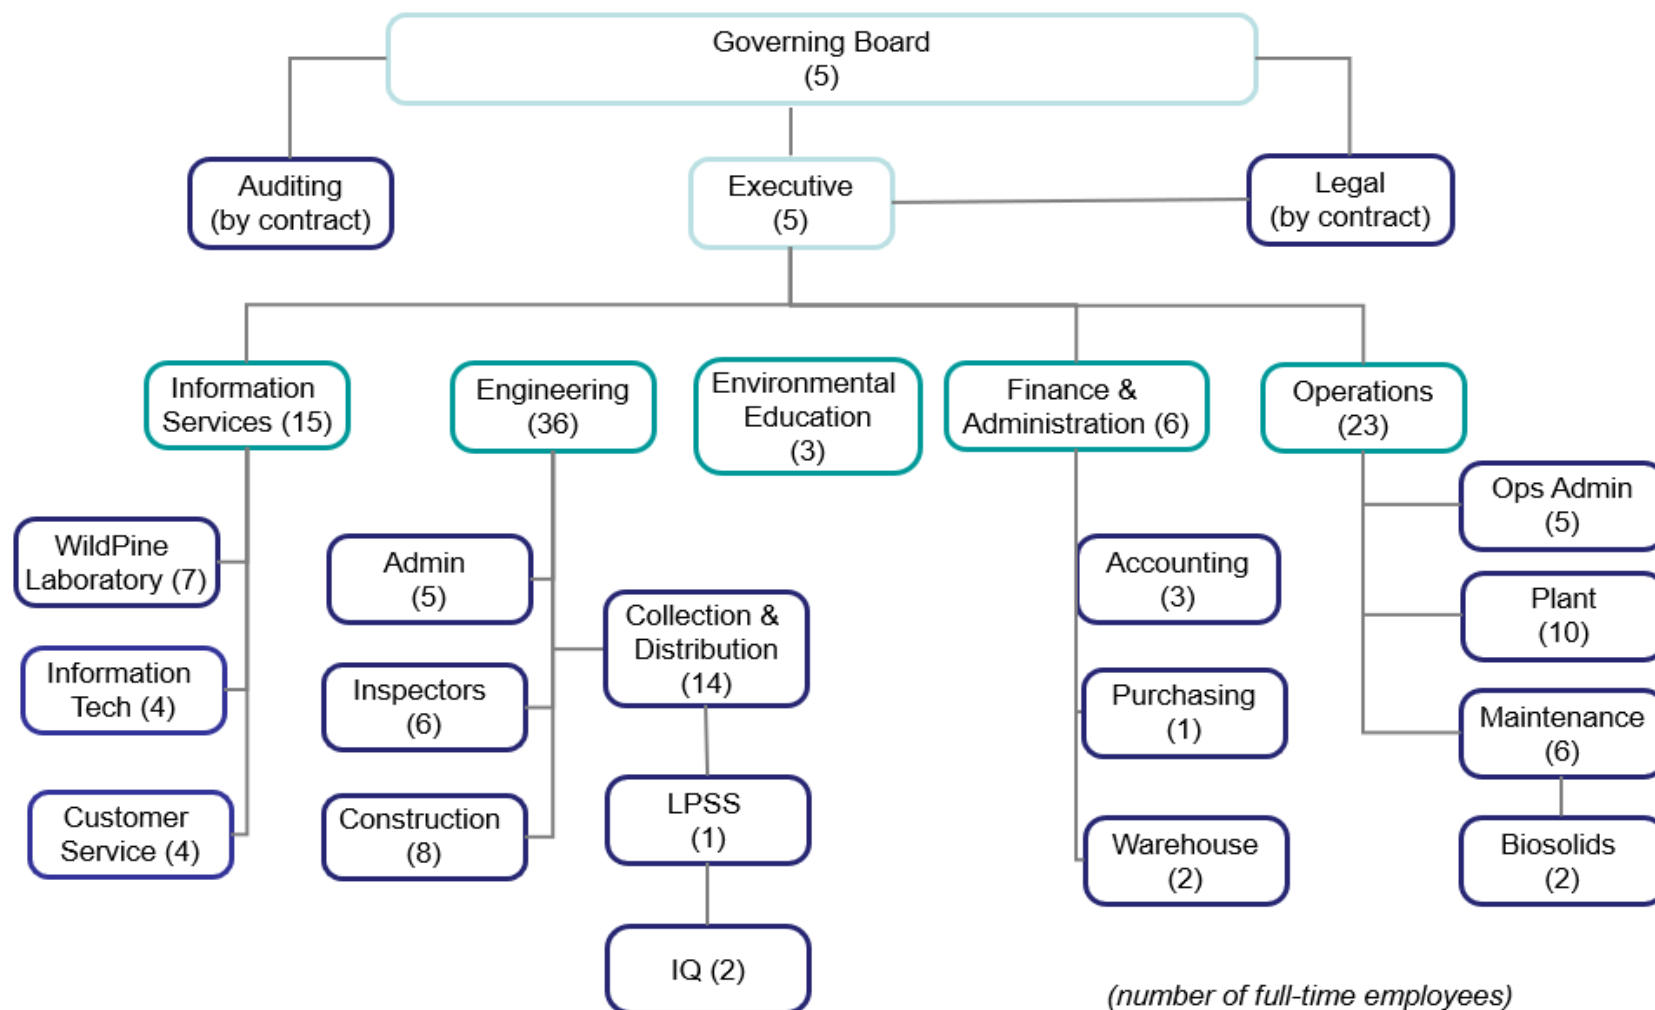 Governing Board
(5)
Auditing
(by contract)
Executive
(5)
Legal
(by contract)
Information
Services (15)
Engineering
(36)
Environmental
Education
(3)
Finance &
Administration (6)
Operations
(23)
WildPine
Laboratory (7)
Information
Tech (4)
Customer
Service (4)
Admin
(5)
Inspectors
(6)
Construction
(8)
Collection &
Distribution
(14)
LPSS
(1)
IQ (2)
Accounting
(3)
Purchasing
(1)
Warehouse
(2)
Ops Admin
(5)
Plant
(10)
Maintenance
(6)
Biosolids
(2)
(number of full-time employees)